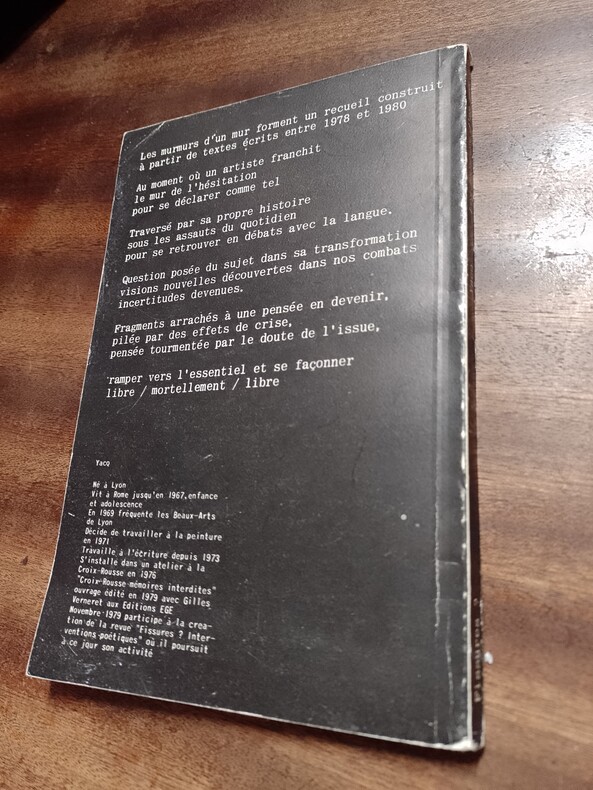 Les murmurs d'un mur forment un recueil construit
à partir de textes écrits entre 1978 et 1980
Au moment où un artiste franchit
le mur de l'hésitation
pour se déclarer comme tel
Traversé par sa propre histoire
sous les assauts du quotidien
pour se retrouver en débats avec la langue.
Question posée du sujet dans sa transformation
visions nouvelles découvertes dans nos combats
incertitudes devenues.
Fragments arrachés à une pensée en devenir,
pilée par des effets de crise,
pensée tourmentée par le doute de l'issue,
ramper vers l'essentiel et se façonner
libre / mortellement / libre
Yacq
Né à Lyon
Vit à Rome jusqu'en 1967, enfance
et adolescence
En 1969 fréquente les Beaux-Arts
de Lyon
Décide de travailler à la peinture
en 1971
Travaille à l'écriture depuis 1973
S'installe dans un atelier à la
Croix-Rousse en 1976
"Croix-Rousse mémoires interdites"
ouvrage édité en 1979 avec Gilles
Verneret aux Editions EGE
Novembre 1979 participe à la crea-
tion de la revue "Fissures ? Inter-
ventions poétiques" où il poursuit
à ce jour son activité
Fissures ?